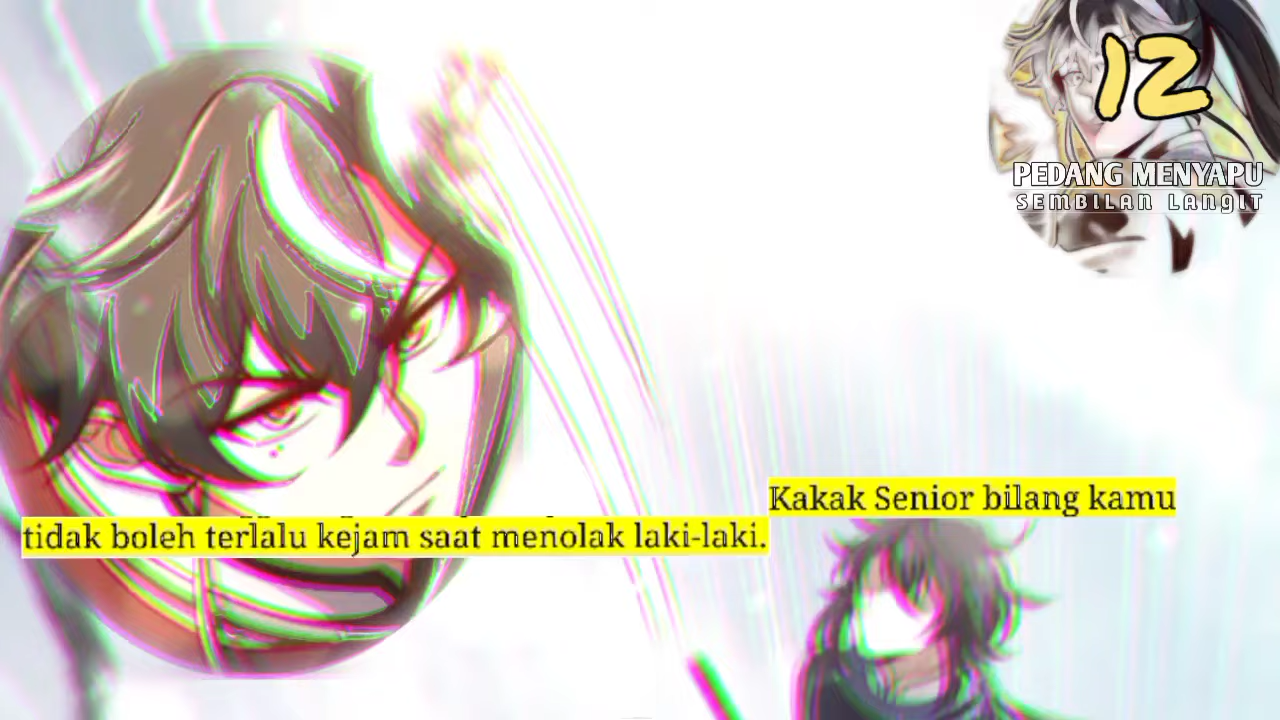 12
PEDANG MENYAPU
SEMBILAN LANGIT
Kakak Senior bilang kamu
tidak boleh terlalu kejam saat menolak laki-laki.